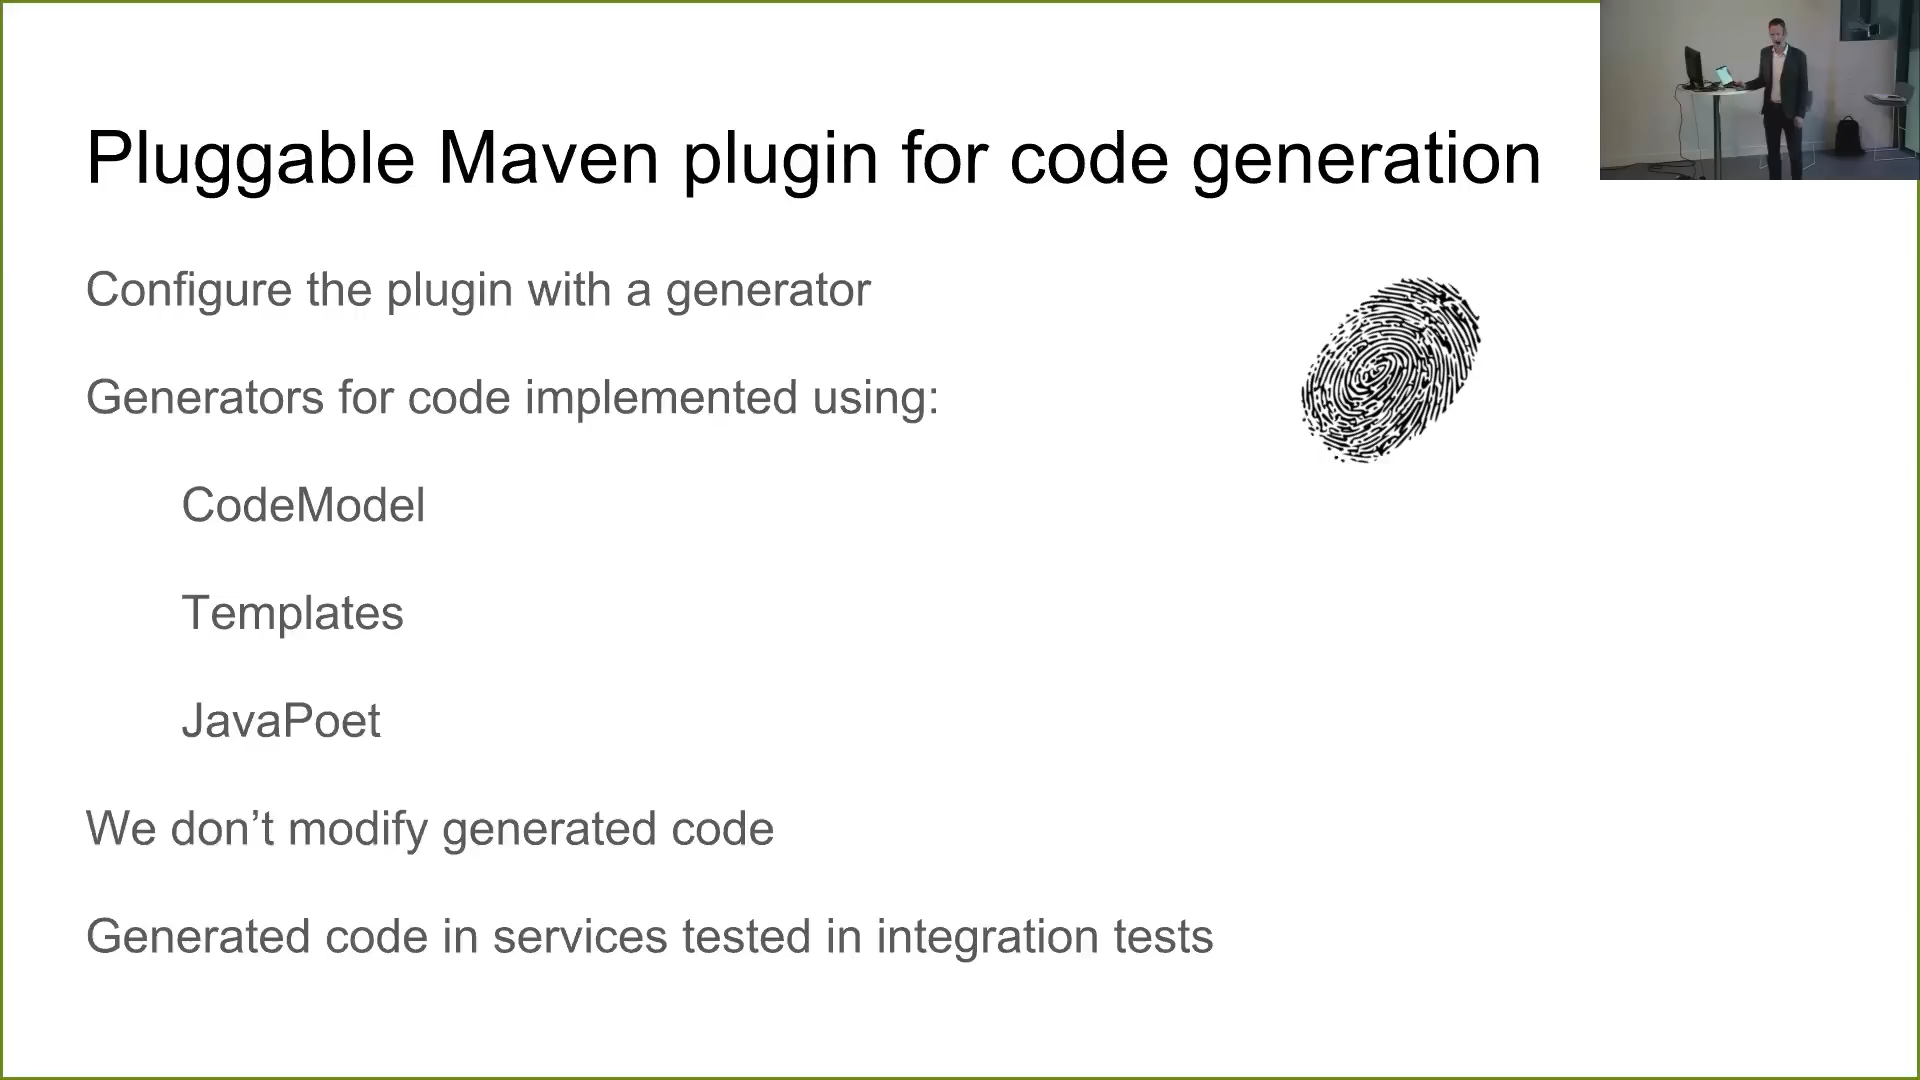 Pluggable Maven plugin for code generation
Configure the plugin with a generator
Generators for code implemented using:
CodeModel
Templates
JavaPoet
We don’t modify generated code
Generated code in services tested in integration tests